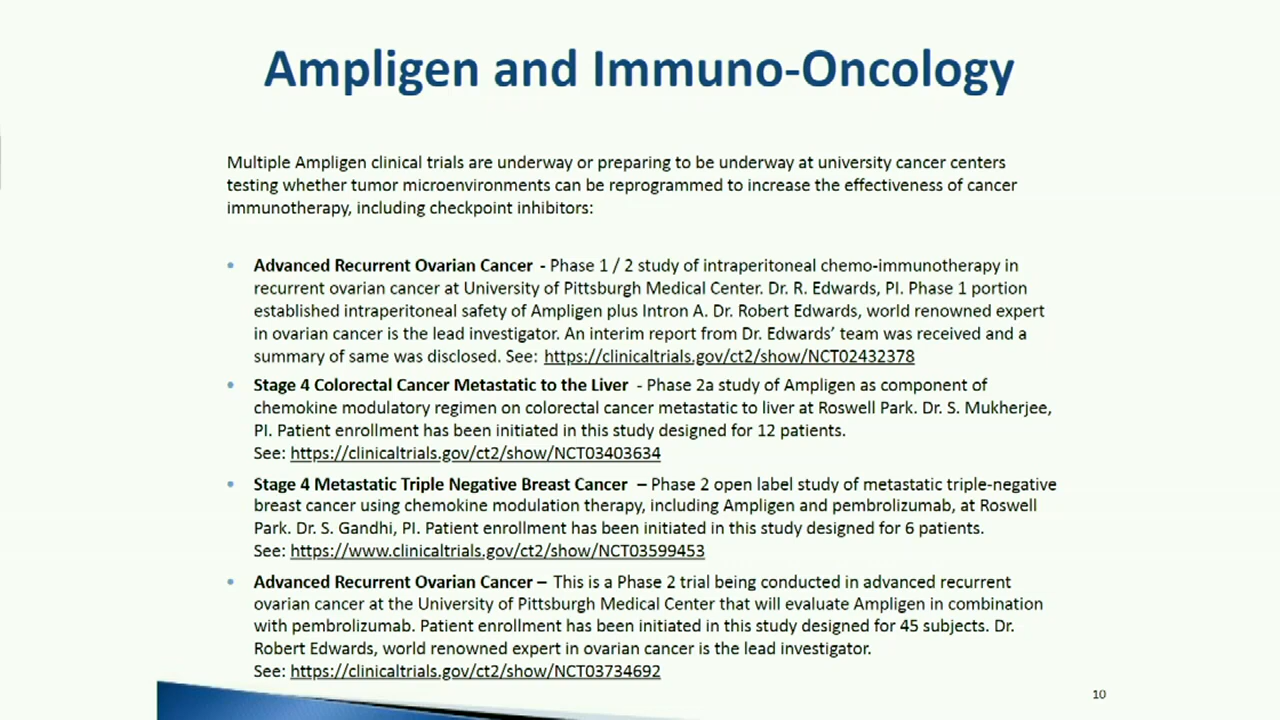 Ampligen and Immuno-Oncology
Multiple Ampligen clinical trials are underway or preparing to be underway at university cancer centers
testing whether tumor microenvironments can be reprogrammed to increase the effectiveness of cancer
immunotherapy, including checkpoint inhibitors:
• Advanced Recurrent Ovarian Cancer - Phase 1 / 2 study of intraperitoneal chemo-immunotherapy in
recurrent ovarian cancer at University of Pittsburgh Medical Center. Dr. R. Edwards, PI. Phase 1 portion
established intraperitoneal safety of Ampligen plus Intron A. Dr. Robert Edwards, world renowned expert
in ovarian cancer is the lead investigator. An interim report from Dr. Edwards’ team was received and a
summary of same was disclosed. See: https://clinicaltrials.gov/ct2/show/NCT02432378
• Stage 4 Colorectal Cancer Metastatic to the Liver - Phase 2a study of Ampligen as component of
chemokine modulatory regimen on colorectal cancer metastatic to liver at Roswell Park. Dr. S. Mukherjee,
PI. Patient enrollment has been initiated in this study designed for 12 patients.
See: https://clinicaltrials.gov/ct2/show/NCT03403634
• Stage 4 Metastatic Triple Negative Breast Cancer – Phase 2 open label study of metastatic triple-negative
breast cancer using chemokine modulation therapy, including Ampligen and pembrolizumab, at Roswell
Park. Dr. S. Gandhi, PI. Patient enrollment has been initiated in this study designed for 6 patients.
See: https://www.clinicaltrials.gov/ct2/show/NCT03599453
• Advanced Recurrent Ovarian Cancer – This is a Phase 2 trial being conducted in advanced recurrent
ovarian cancer at the University of Pittsburgh Medical Center that will evaluate Ampligen in combination
with pembrolizumab. Patient enrollment has been initiated in this study designed for 45 subjects. Dr.
Robert Edwards, world renowned expert in ovarian cancer is the lead investigator.
See: https://clinicaltrials.gov/ct2/show/NCT03734692
10